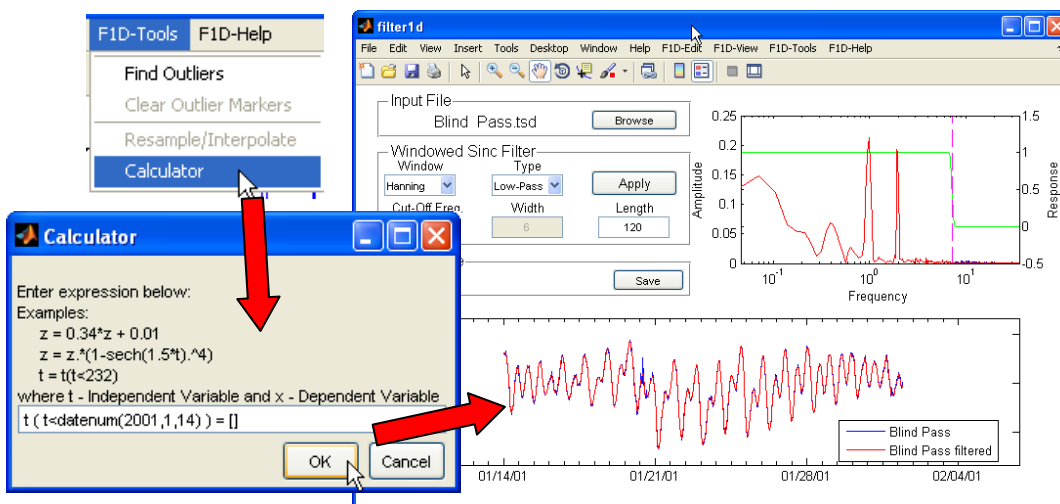 F1D-Tools F1D-Help
Find Outliers
Clear Outlier Markers
Resample/Interpolate
Calculator
filter1d
File Edit View Insert Tools Desktop Window Help F1D-Edit F1D-View F1D-Tools F1D-Help
Input File
Blind Pass.tsd Browse
Windowed Sinc Filter
Window Type
Hanning Low-Pass Apply
Cut-Off Freq. Width Length
6 120
Save
0.25
0.2
0.15
0.1
0.05
0
Amplitude
1.5
1
0.5
0
-0.5
Response
10^-1 10^0 10^1
Frequency
Calculator
Enter expression below:
Examples:
z = 0.34*z + 0.01
z = z.*(1-sech(1.5*t).^4)
t = t(t<232)
where t - Independent Variable and x - Dependent Variable
t ( t<datenum(2001,1,14) ) = []
OK Cancel
Blind Pass
Blind Pass filtered
01/14/01 01/21/01 01/28/01 02/04/01